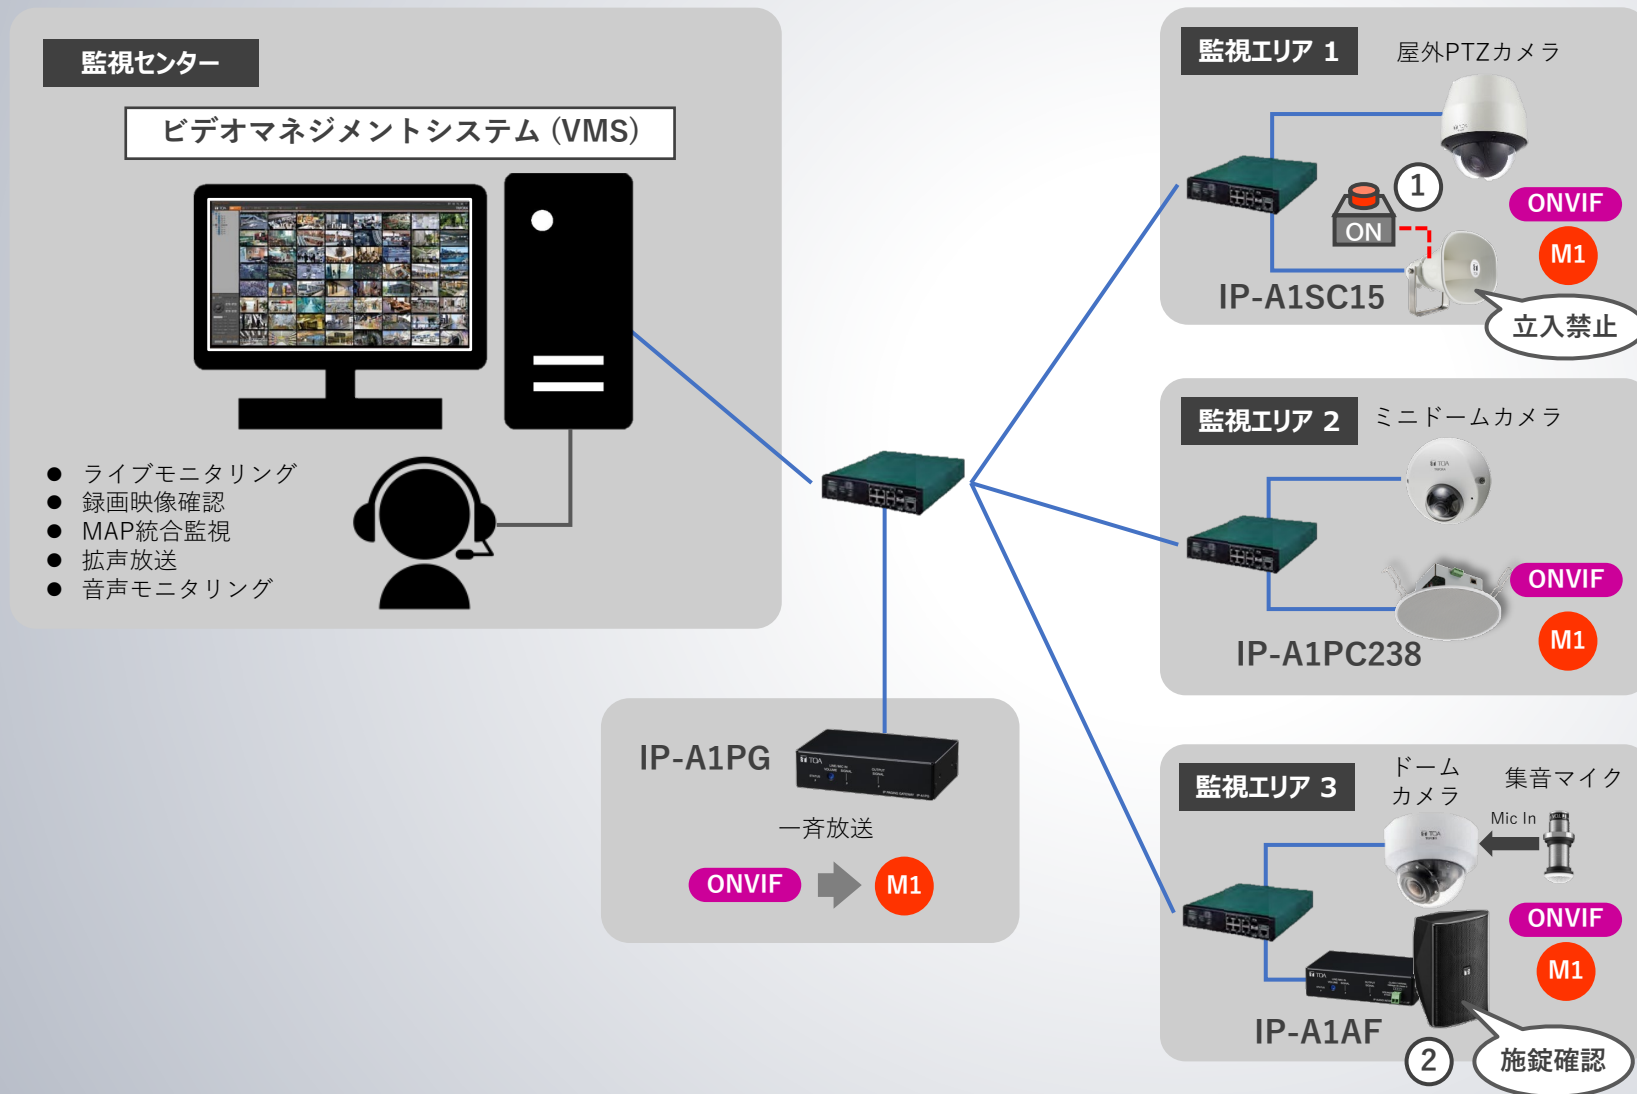 監視センター
ビデオマネジメントシステム (VMS)
● ライブモニタリング
● 録画映像確認
● MAP統合監視
● 拡声放送
● 音声モニタリング
IP-A1PG
TOA
一斉放送
ONVIF
M1
監視エリア 1
屋外PTZカメラ
1
ON
ONVIF
M1
IP-A1SC15
立入禁止
監視エリア 2
ミニドームカメラ
TOA
ONVIF
M1
IP-A1PC238
監視エリア 3
ドーム
カメラ
集音マイク
Mic In
TOA
ONVIF
M1
TOA
IP-A1AF
2
施錠確認